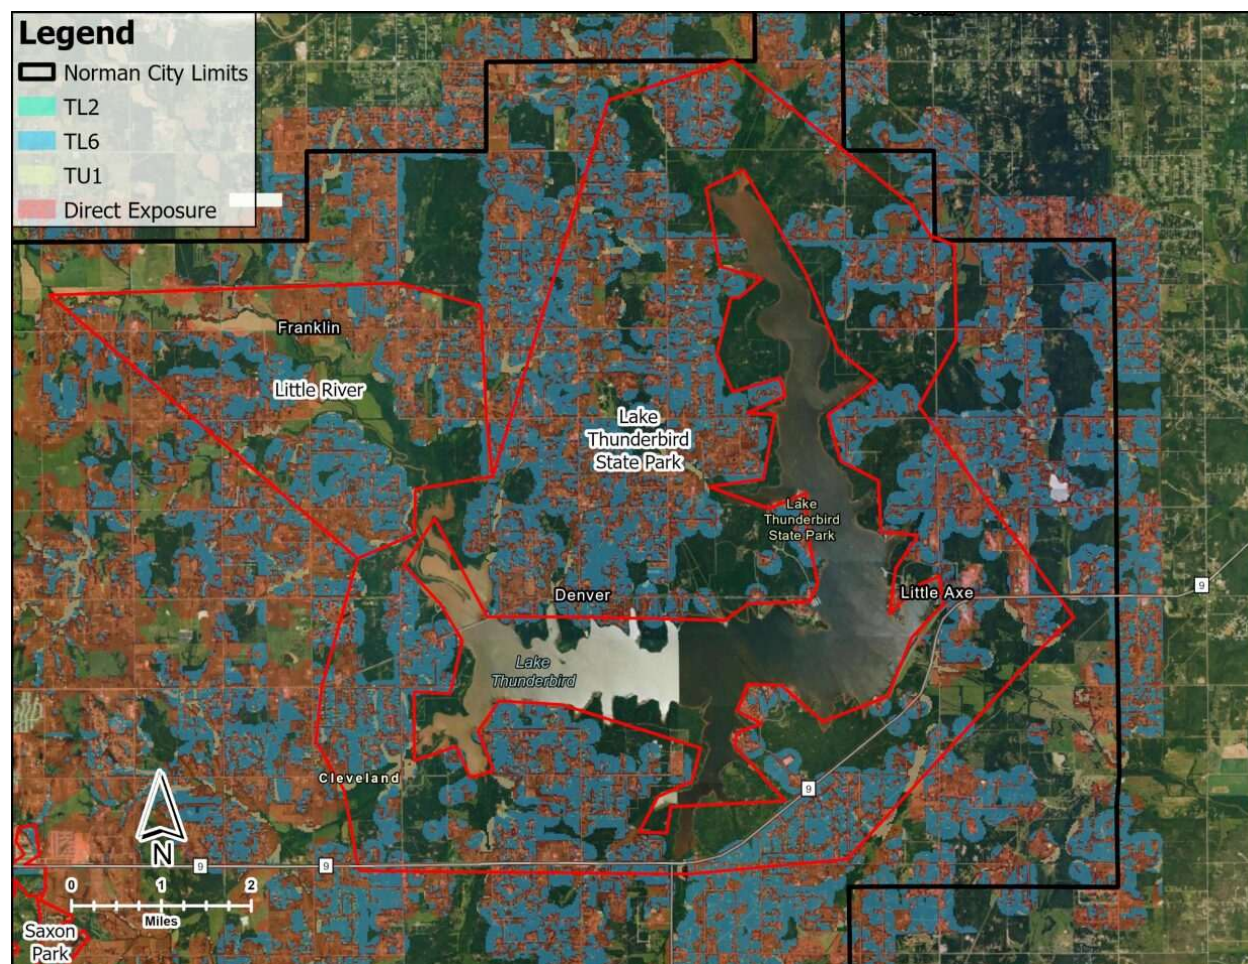 Legend
Norman City Limits
TL2
TL6
TU1
Direct Exposure
Franklin
Little River
Lake
Thunderbird
State Park
Lake
Thunderbird
State Park
Denver
Little Axe
9
Lake
Thunderbird
Cleveland
9
N
9
9
0 1 2
Miles
Saxon
Park